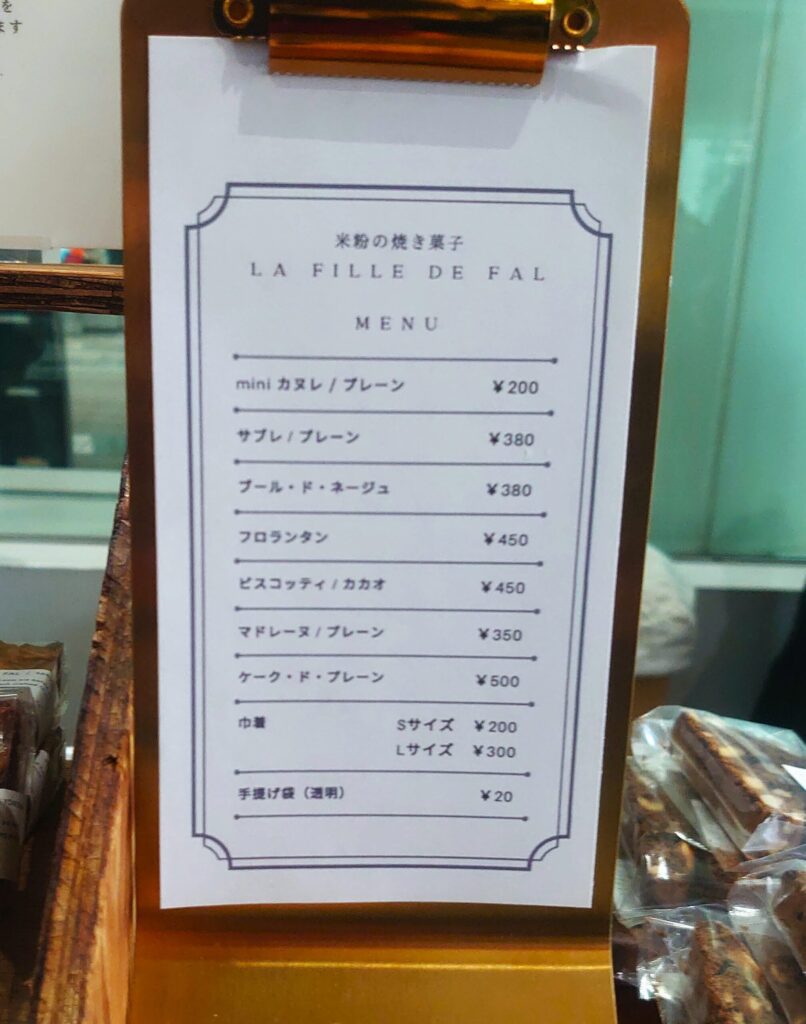 を
ます
米粉の焼き菓子
LA FILLE DE FAL
MENU
mini カヌレ / プレーン ￥200
サブレ / プレーン ￥380
ブール・ド・ネージュ ￥380
フロランタン ￥450
ビスコッティ / カカオ ￥450
マドレーヌ / プレーン ￥350
ケーク・ド・プレーン ￥500
巾着 Sサイズ ￥200
Lサイズ ￥300
手提げ袋（透明） ￥20